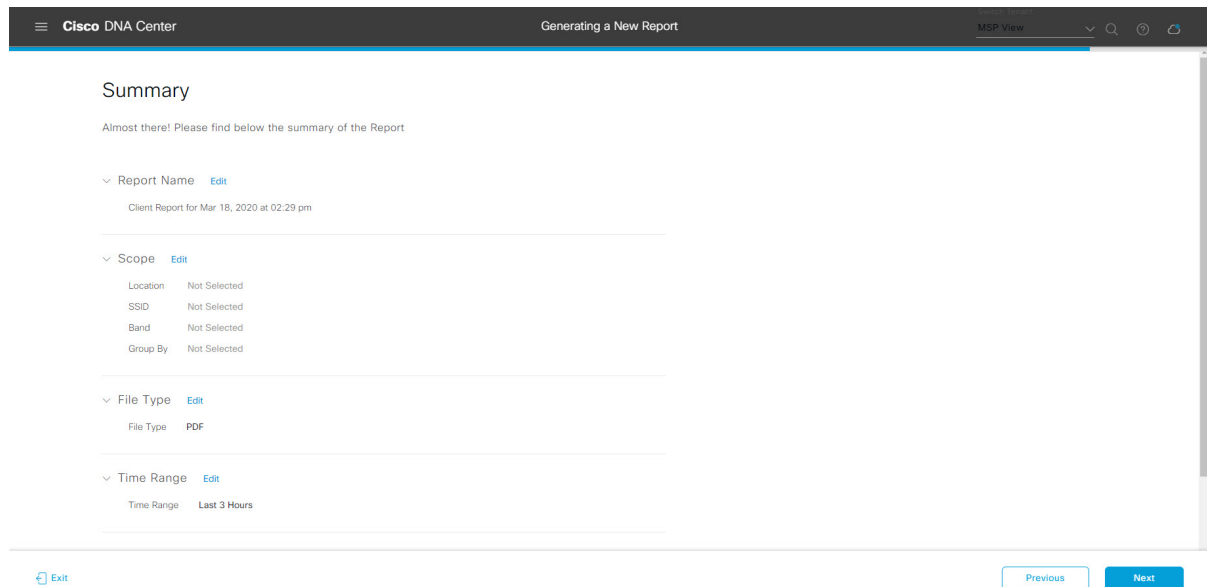 Cisco DNA Center
Generating a New Report
Switch Tenant
MSP View
Summary
Almost there! Please find below the summary of the Report
Report Name Edit
Client Report for Mar 18, 2020 at 02:29 pm
Scope Edit
Location Not Selected
SSID Not Selected
Band Not Selected
Group By Not Selected
File Type Edit
File Type PDF
Time Range Edit
Time Range Last 3 Hours
Exit
Previous
Next